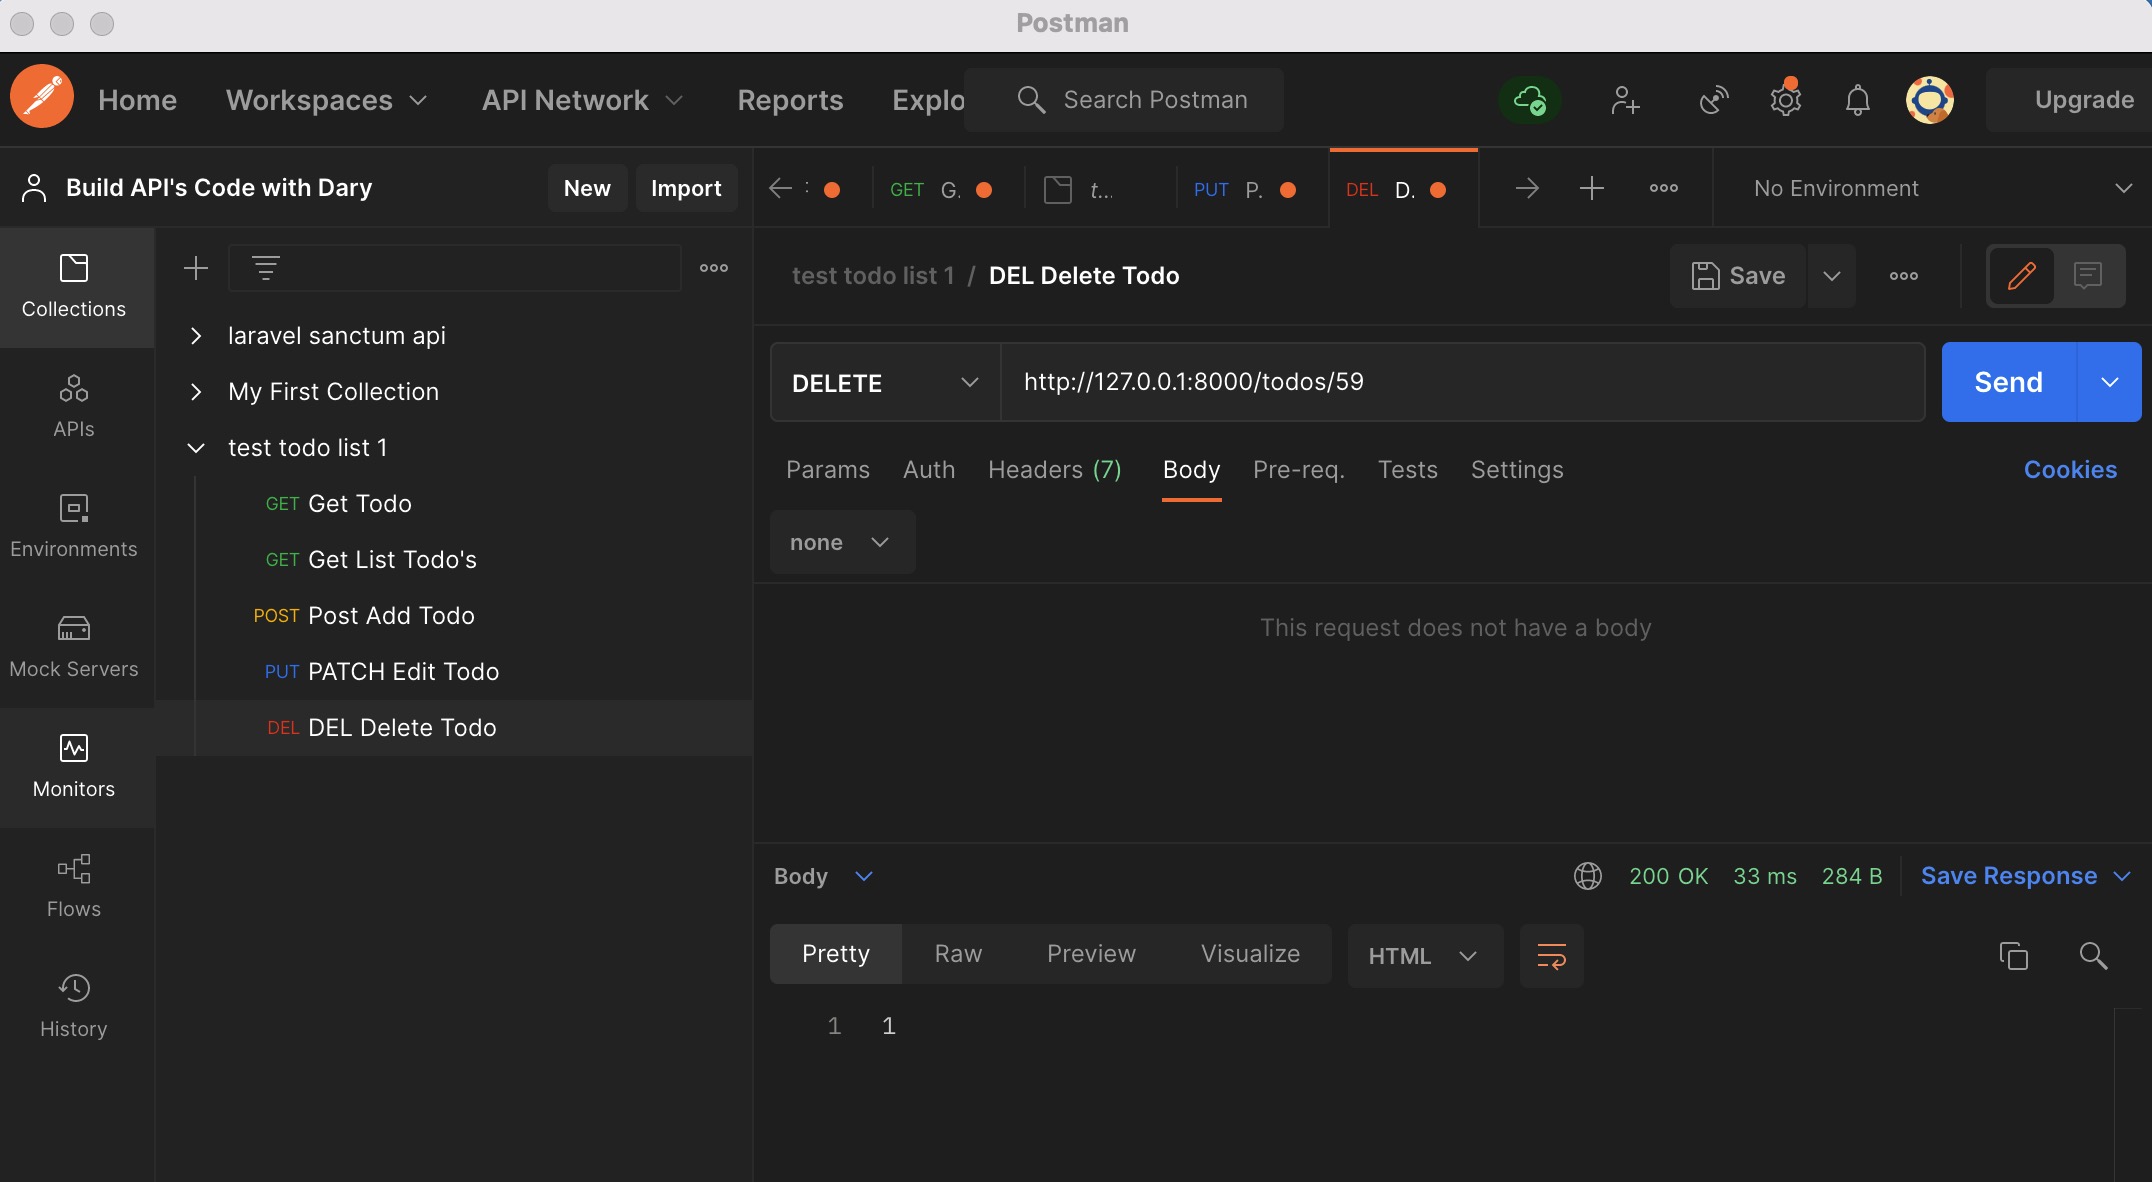 Postman
Home Workspaces API Network Reports Explo Search Postman Upgrade
Build API's Code with Dary New Import
: GET G. t... PUT P. DEL D. No Environment
Collections
APIs
Environments
Mock Servers
Monitors
Flows
History
laravel sanctum api
My First Collection
test todo list 1
GET Get Todo
GET Get List Todo's
POST Post Add Todo
PUT PATCH Edit Todo
DEL DEL Delete Todo
test todo list 1 / DEL Delete Todo Save
DELETE http://127.0.0.1:8000/todos/59 Send
Params Auth Headers (7) Body Pre-req. Tests Settings Cookies
none
This request does not have a body
Body 200 OK 33 ms 284 B Save Response
Pretty Raw Preview Visualize HTML
1 1